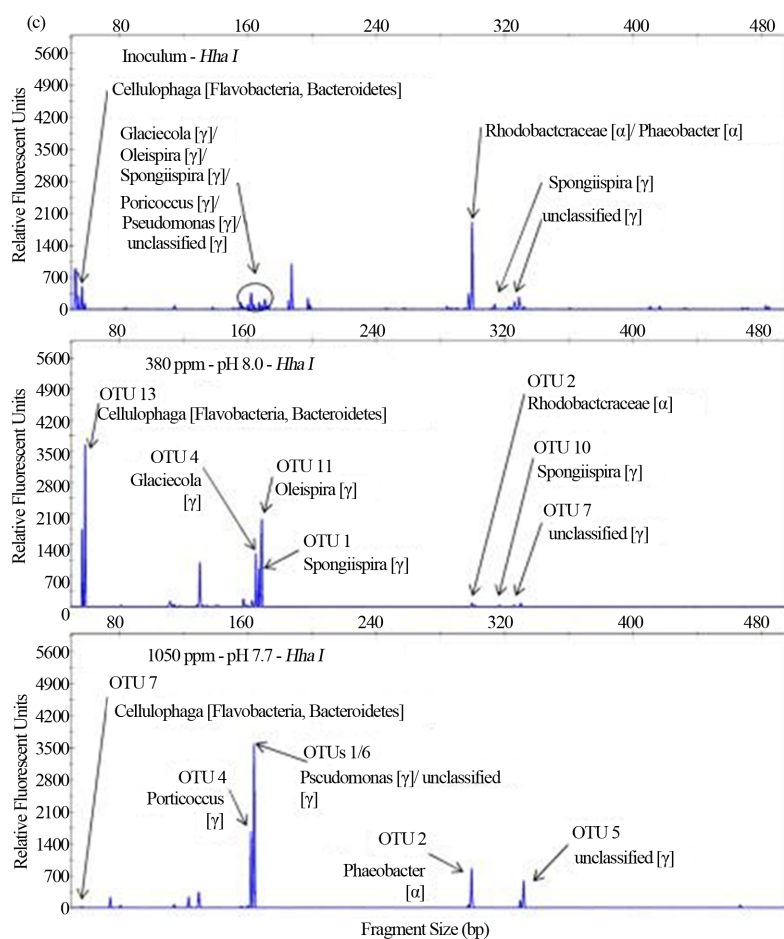 (c)
80 160 240 320 400 480
Relative Fluorescent Units
5600
4900
4200
3500
2800
2100
1400
700
0
Inoculum - Hha I
Cellulophaga [Flavobacteria, Bacteroidetes]
Glaciecola [γ]/
Oleispira [γ]/
Spongiispira [γ]/
Poricoccus [γ]/
Pseudomonas [γ]/
unclassified [γ]
Rhodobactcraceae [α]/ Phaeobacter [α]
Spongiispira [γ]
unclassified [γ]
80 160 240 320 400 480
Relative Fluorescent Units
5600
4900
4200
3500
2800
2100
1400
700
0
380 ppm - pH 8.0 - Hha I
OTU 13
Cellulophaga [Flavobacteria, Bacteroidetes]
OTU 4
Glaciecola
[γ]
OTU 11
Oleispira [γ]
OTU 1
Spongiispira [γ]
OTU 2
Rhodobactcraceae [α]
OTU 10
Spongiispira [γ]
OTU 7
unclassified [γ]
80 160 240 320 400 480
Relative Fluorescent Units
5600
4900
4200
3500
2800
2100
1400
700
0
1050 ppm - pH 7.7 - Hha I
OTU 7
Cellulophaga [Flavobacteria, Bacteroidetes]
OTU 4
Porticoccus
[γ]
OTUs 1/6
Pscudomonas [γ]/ unclassified
[γ]
OTU 2
Phaeobacter
[α]
OTU 5
unclassified [γ]
Fragment Size (bp)